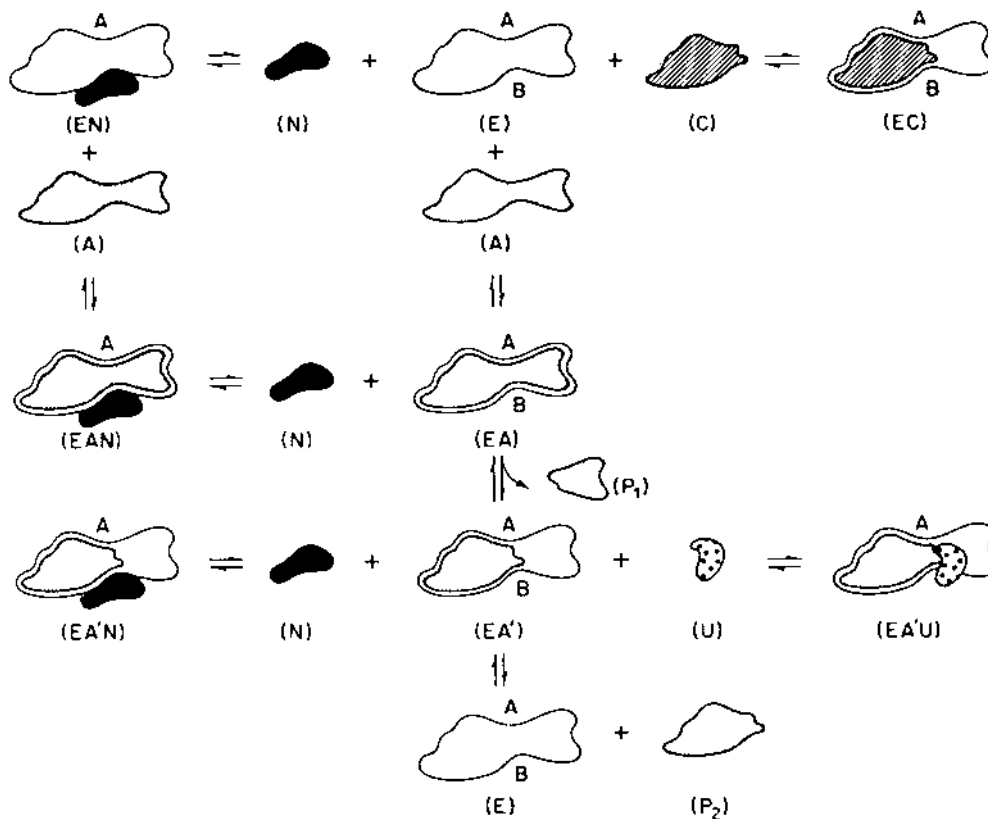 A A A
+ + B B
(EN) (N) (E) (C) (EC)
+ +
(A) (A)
A A
+ B
(EAN) (N) (EA)
(P₁)
A A A
+ + B
(EA'N) (N) (EA') (U) (EA'U)
A
+ B
(E) (P₂)